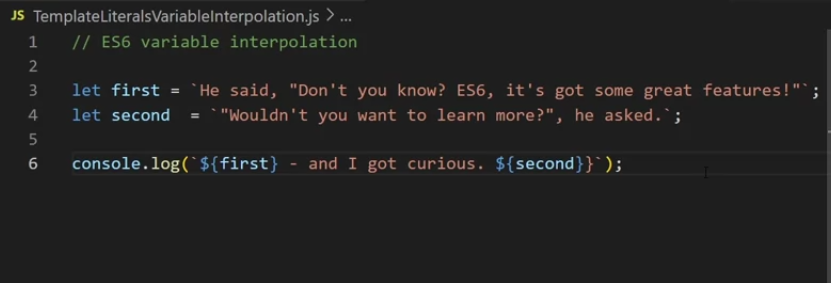 JS TemplateLiteralsVariableInterpolation.js > ...
1 // ES6 variable interpolation
2
3 let first = `He said, "Don't you know? ES6, it's got some great features!"`;
4 let second  = `"Wouldn't you want to learn more?", he asked.`;
5
6 console.log(`${first} - and I got curious. ${second}}`);